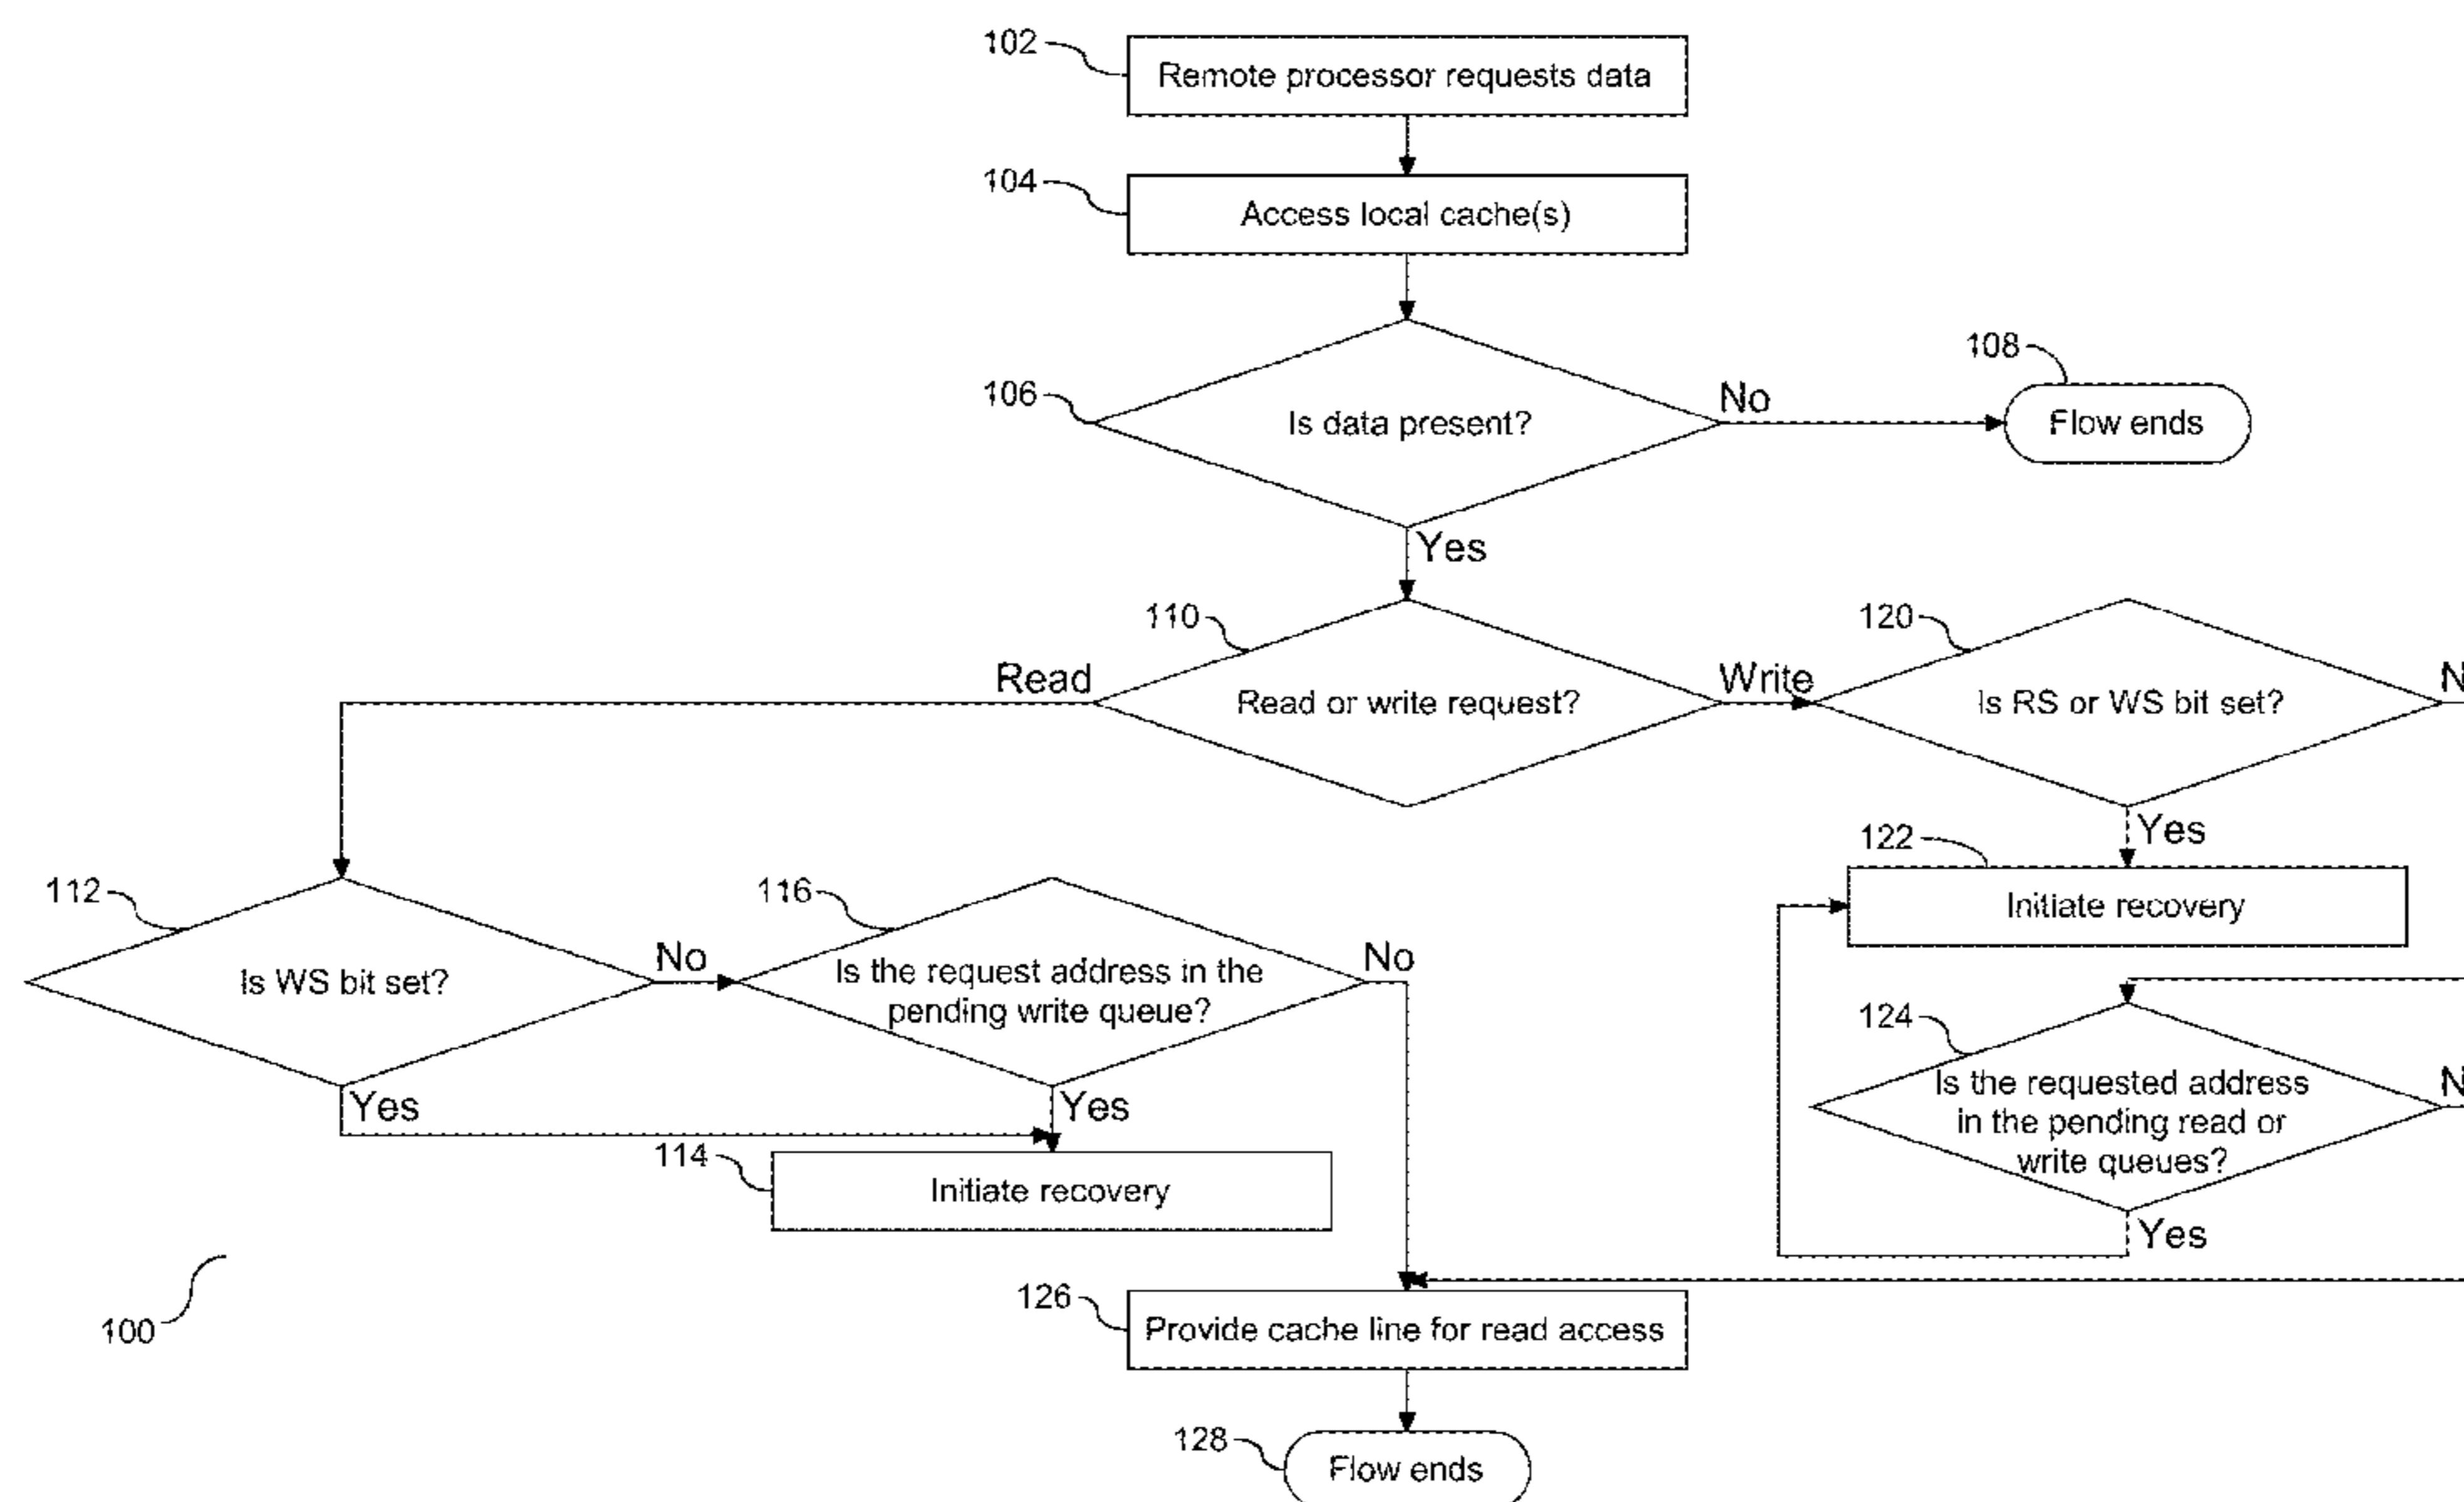 102
Remote processor requests data
104
Access local cache(s)
108
106
No
Is data present?
Flow ends
Yes
110
120
Read
Write
Read or write request?
Is RS or WS bit set?
122
Yes
Initiate recovery
112
116
No
No
Is WS bit set?
Is the request address in the
pending write queue?
124
Is the requested address
in the pending read or
write queues?
Yes
Yes
114
Initiate recovery
Yes
126
Provide cache line for read access
100
128
Flow ends